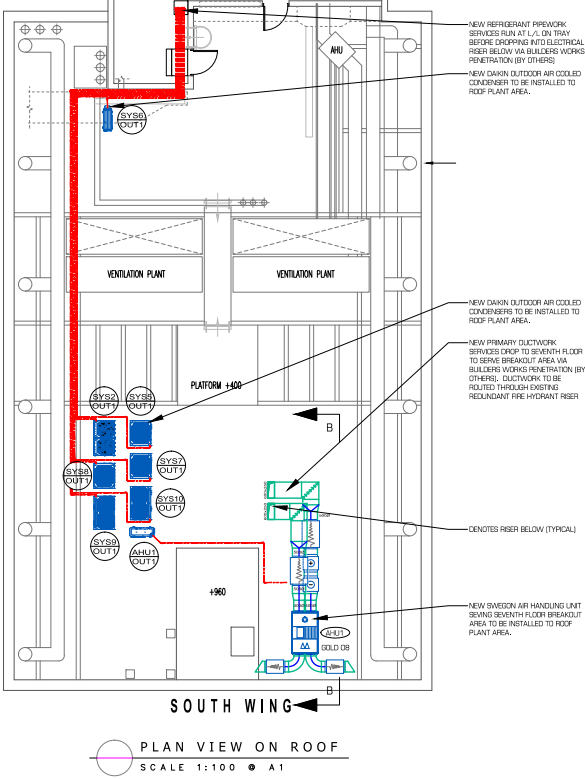 NEW REFRIGERANT PIPEWORK
SERVICES RUN AT L/L ON TRAY
BEFORE DROPPING INTO ELECTRICAL
RISER BELOW VIA BUILDERS WORKS
PENETRATION (BY OTHERS)
AHU
NEW DAIKIN OUTDOOR AIR COOLED
CONDENSER TO BE INSTALLED TO
ROOF PLANT AREA.
SYS6
OUT1
VENTILATION PLANT
VENTILATION PLANT
NEW DAIKIN OUTDOOR AIR COOLED
CONDENSERS TO BE INSTALLED TO
ROOF PLANT AREA.
NEW PRIMARY DUCTWORK
SERVICES DROP TO SEVENTH FLOOR
TO SERVE BREAKOUT AREA VIA
BUILDERS WORKS PENETRATION (BY
OTHERS). DUCTWORK TO BE
ROUTED THROUGH EXISTING
REDUNDANT FIRE HYDRANT RISER
PLATFORM +400
SYS2
OUT1
SYS5
OUT1
B
SYS8
OUT1
SYS7
OUT1
SYS10
OUT1
SYS9
OUT1
AHU1
OUT1
DENOTES RISER BELOW (TYPICAL)
+960
NEW SWEGON AIR HANDLING UNIT
SEVING SEVENTH FLOOR BREAKOUT
AREA TO BE INSTALLED TO ROOF
PLANT AREA.
AHU1
GOLD 08
B
SOUTH WING
PLAN VIEW ON ROOF
SCALE 1:100 @ A1